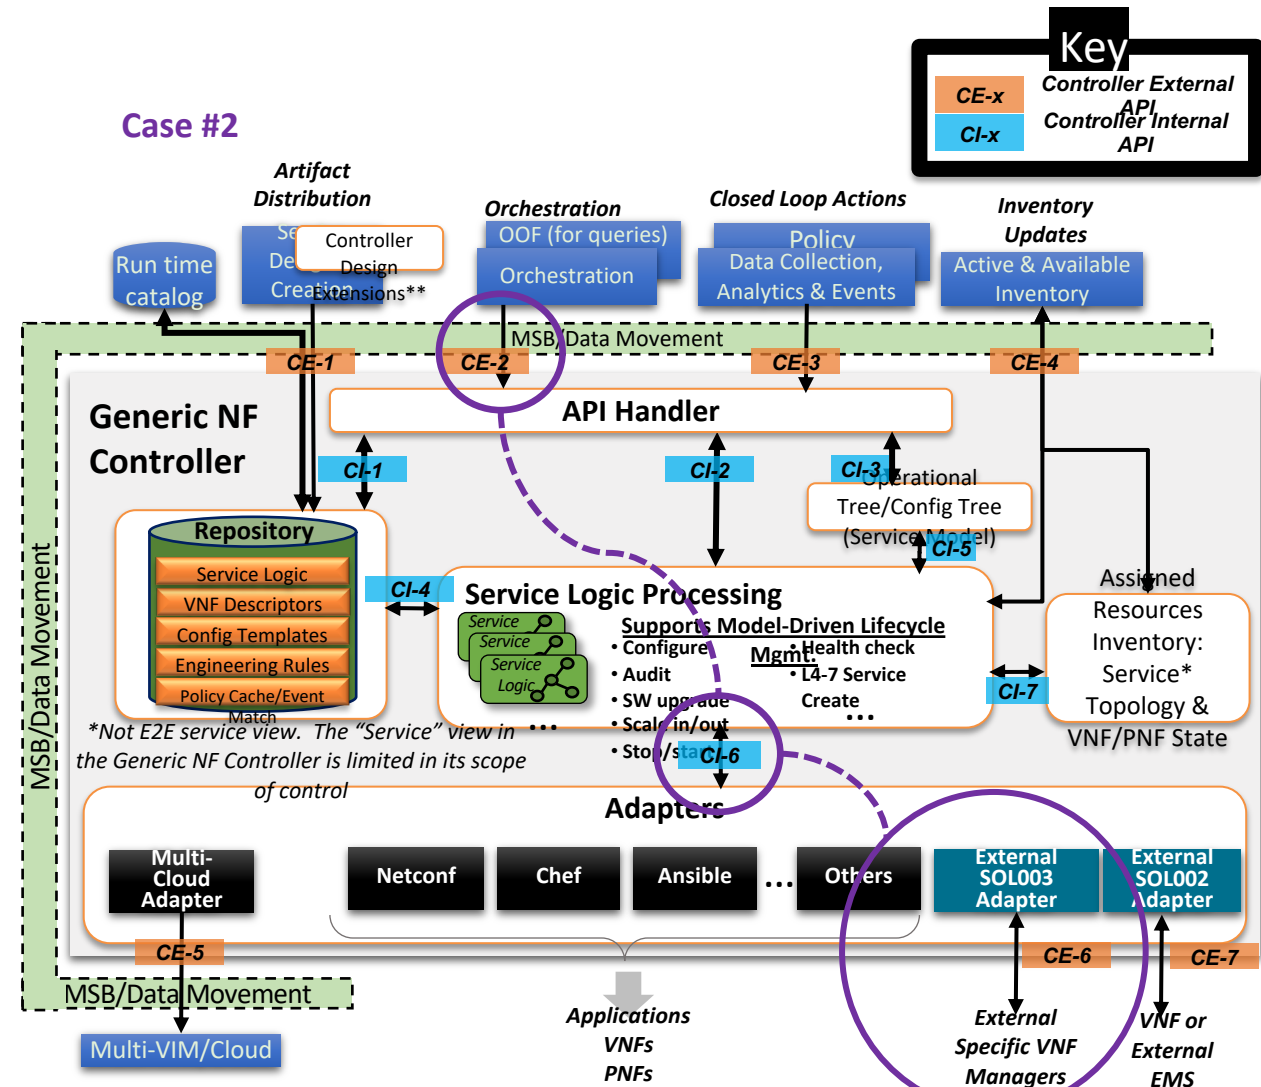 Key
CE-x
Controller External
API
CI-x
Controller Internal
API
Case #2
Artifact
Distribution
Orchestration
Closed Loop Actions
Inventory
Updates
Run time
catalog
Creation
Controller
Design
Extensions**
OOF (for queries)
Orchestration
Policy
Data Collection,
Analytics & Events
Active & Available
Inventory
MSB/Data Movement
CE-1
CE-2
CE-3
CE-4
Generic NF
Controller
API Handler
CI-1
CI-2
CI-3
Operational
Tree/Config Tree
(Service Model)
CI-5
Repository
Service Logic
VNF Descriptors
Config Templates
Engineering Rules
Policy Cache/Event
Match
CI-4
Service Logic Processing
Supports Model-Driven Lifecycle
Mgmt.
Service
Service
Service
Logic
...
• Configure
• Audit
• SW upgrade
• Scale in/out
• Stop/start
• Health check
• L4-7 Service
Create
...
CI-6
CI-7
Assigned
Resources
Inventory:
Service*
Topology &
VNF/PNF State
*Not E2E service view. The “Service” view in
the Generic NF Controller is limited in its scope
of control
MSB/Data Movement
Adapters
Multi-
Cloud
Adapter
Netconf
Chef
Ansible
...
Others
External
SOL003
Adapter
External
SOL002
Adapter
CE-5
CE-6
CE-7
MSB/Data Movement
Multi-VIM/Cloud
Applications
VNFs
PNFs
External
Specific VNF
Managers
VNF or
External
EMS